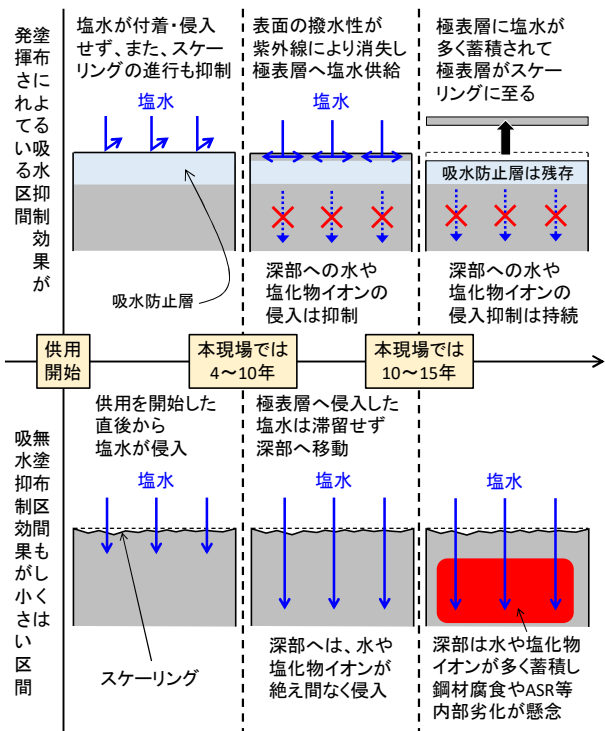 塗布による吸水抑制効果が
発揮されている区間
塩水が付着・侵入
せず、また、スケー
リングの進行も抑制
塩水
吸水防止層
表面の撥水性が
紫外線により消失し
極表層へ塩水供給
塩水
深部への水や
塩化物イオンの
侵入は抑制
極表層に塩水が
多く蓄積されて
極表層がスケー
リングに至る
吸水防止層は残存
深部への水や
塩化物イオンの
侵入抑制は持続
供用
開始
本現場では
4~10年
本現場では
10~15年
無塗布区間もしくは
吸水抑制効果が小さい区間
供用を開始した
直後から
塩水が侵入
塩水
スケーリング
極表層へ侵入した
塩水は滞留せず
深部へ移動
塩水
深部へは、水や
塩化物イオンが
絶え間なく侵入
塩水
深部は水や塩化物
イオンが多く蓄積し
鋼材腐食やASR等
内部劣化が懸念